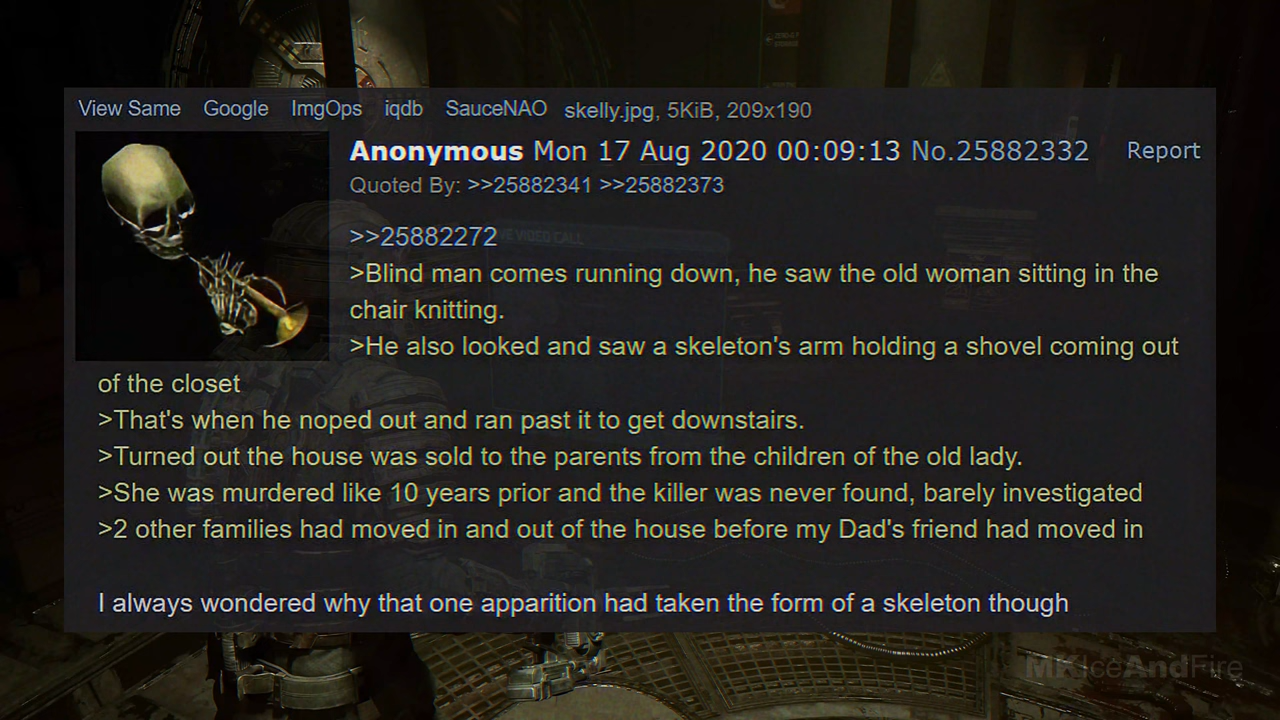 View Same Google ImgOps iqdb SauceNAO skelly.jpg, 5KiB, 209x190
Anonymous Mon 17 Aug 2020 00:09:13 No.25882332 Report
Quoted By: >>25882341 >>25882373
>>25882272
>Blind man comes running down, he saw the old woman sitting in the
chair knitting.
>He also looked and saw a skeleton's arm holding a shovel coming out
of the closet
>That's when he noped out and ran past it to get downstairs.
>Turned out the house was sold to the parents from the children of the old lady.
>She was murdered like 10 years prior and the killer was never found, barely investigated
>2 other families had moved in and out of the house before my Dad's friend had moved in
I always wondered why that one apparition had taken the form of a skeleton though
MKIceAndFire